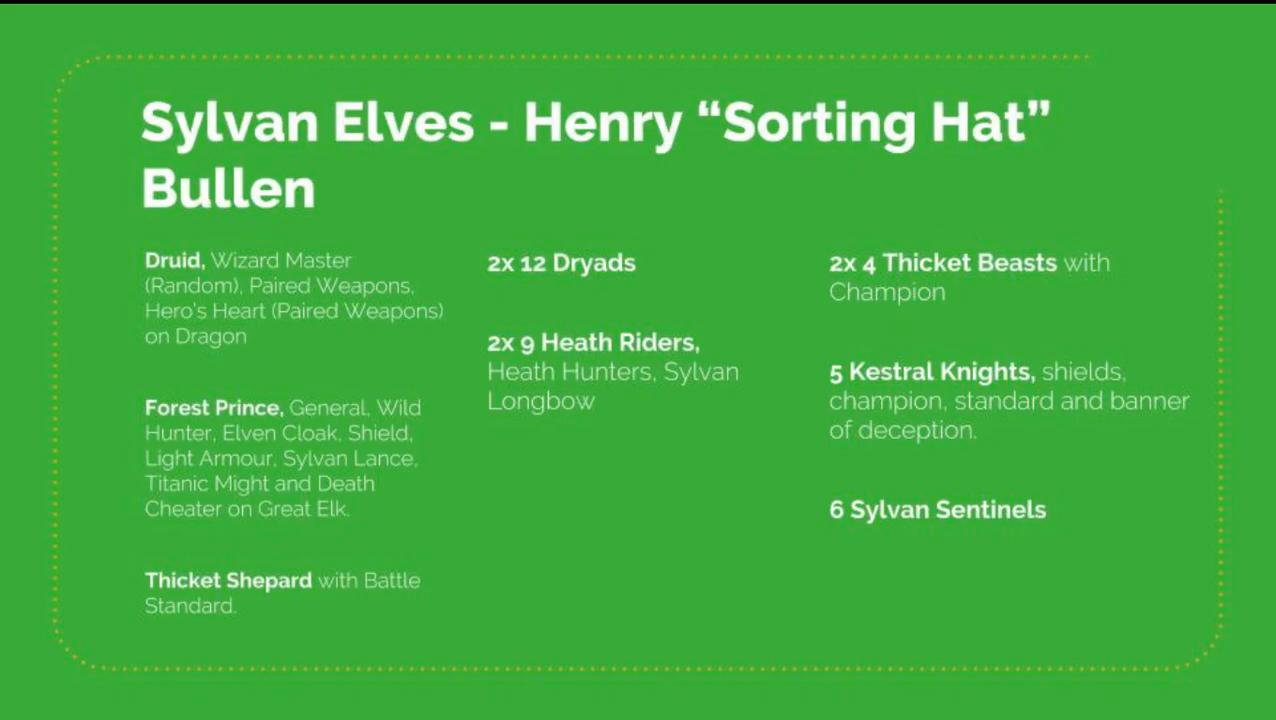 Sylvan Elves - Henry “Sorting Hat”
Bullen
Druid, Wizard Master
(Random), Paired Weapons,
Hero's Heart (Paired Weapons)
on Dragon
Forest Prince, General, Wild
Hunter, Elven Cloak, Shield,
Light Armour, Sylvan Lance,
Titanic Might and Death
Cheater on Great Elk.
Thicket Shepard with Battle
Standard.
2x 12 Dryads
2x 9 Heath Riders,
Heath Hunters, Sylvan
Longbow
2x 4 Thicket Beasts with
Champion
5 Kestral Knights, shields,
champion, standard and banner
of deception.
6 Sylvan Sentinels